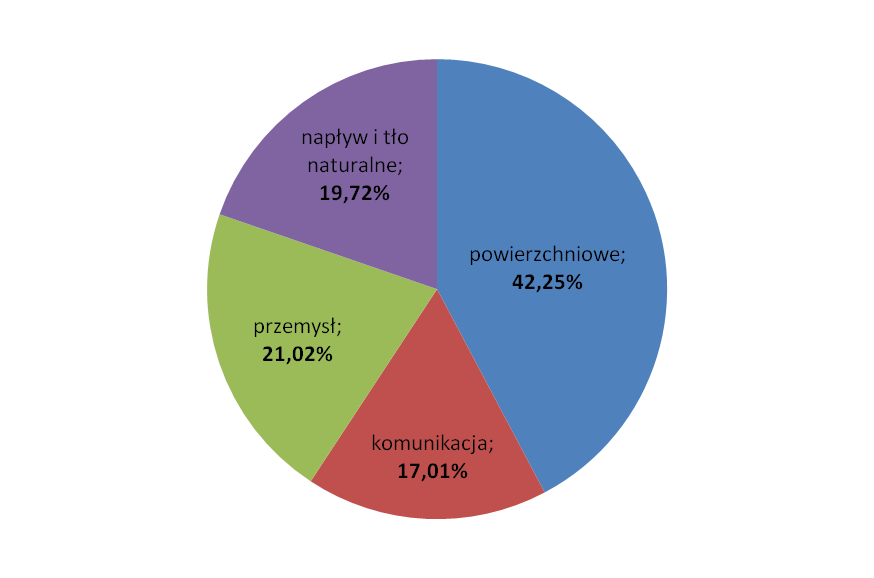 napływ i tło
naturalne;
19,72%
powierzchniowe;
42,25%
przemysł;
21,02%
komunikacja;
17,01%